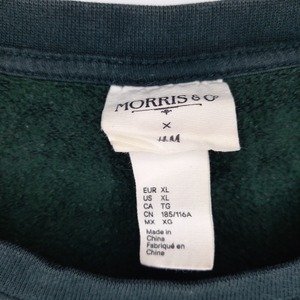 MORRIS & Co
×
H&M
EUR XL
US XL
CA TG
CN 185/116A
MX XG
Made in
China
Fabriqué en
Chine